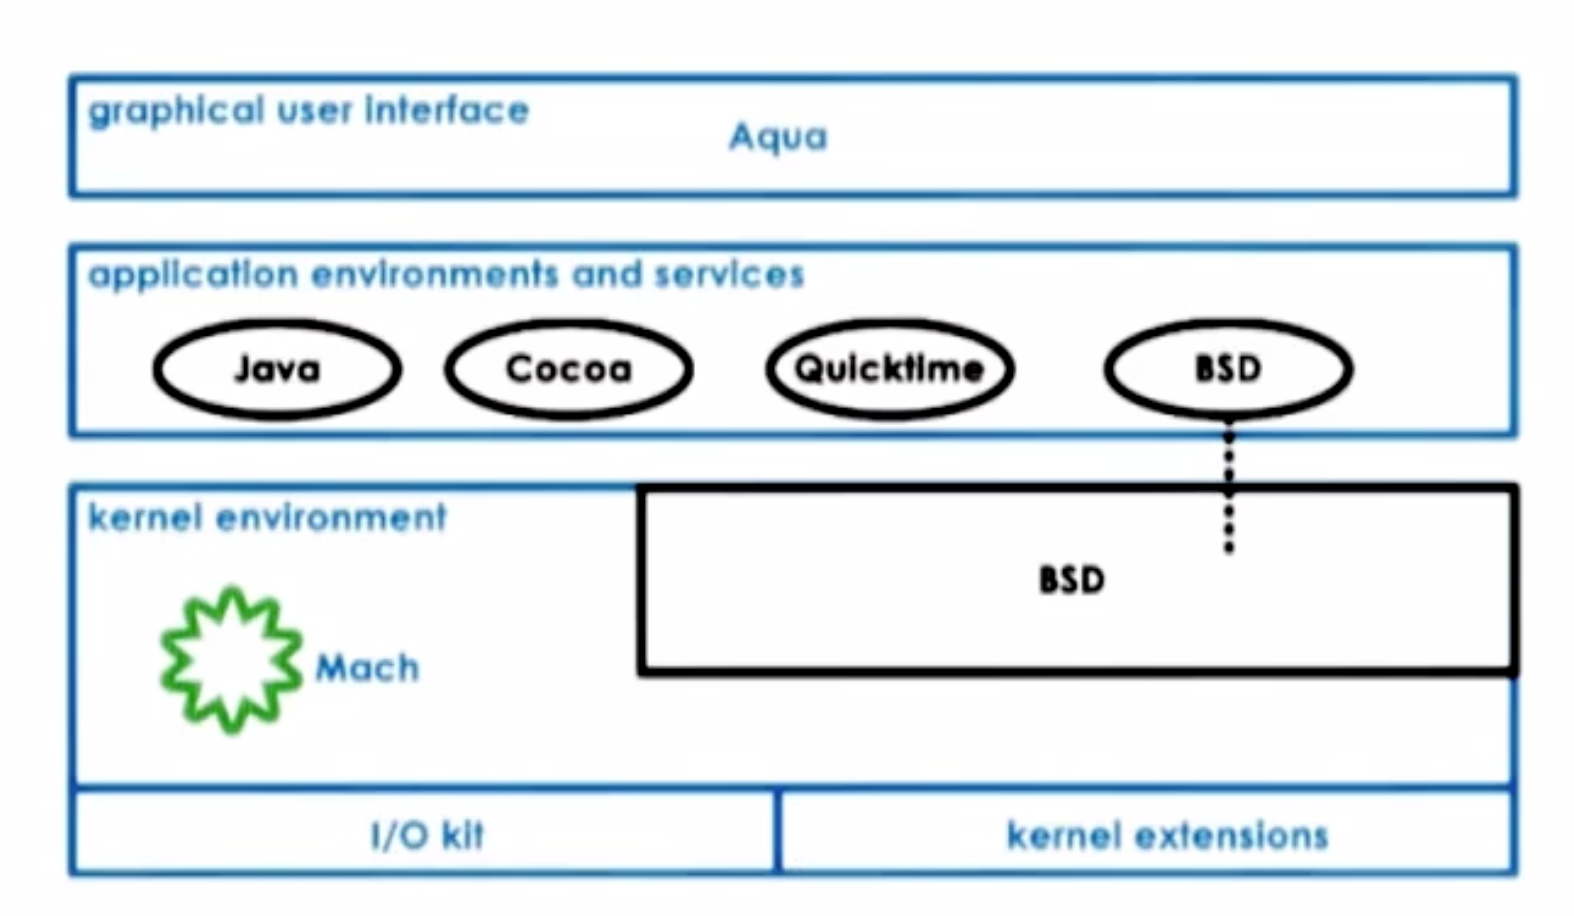 graphical user interface
Aqua
application environments and services
Java
Cocoa
Quicktime
BSD
kernel environment
BSD
Mach
I/O kit
kernel extensions